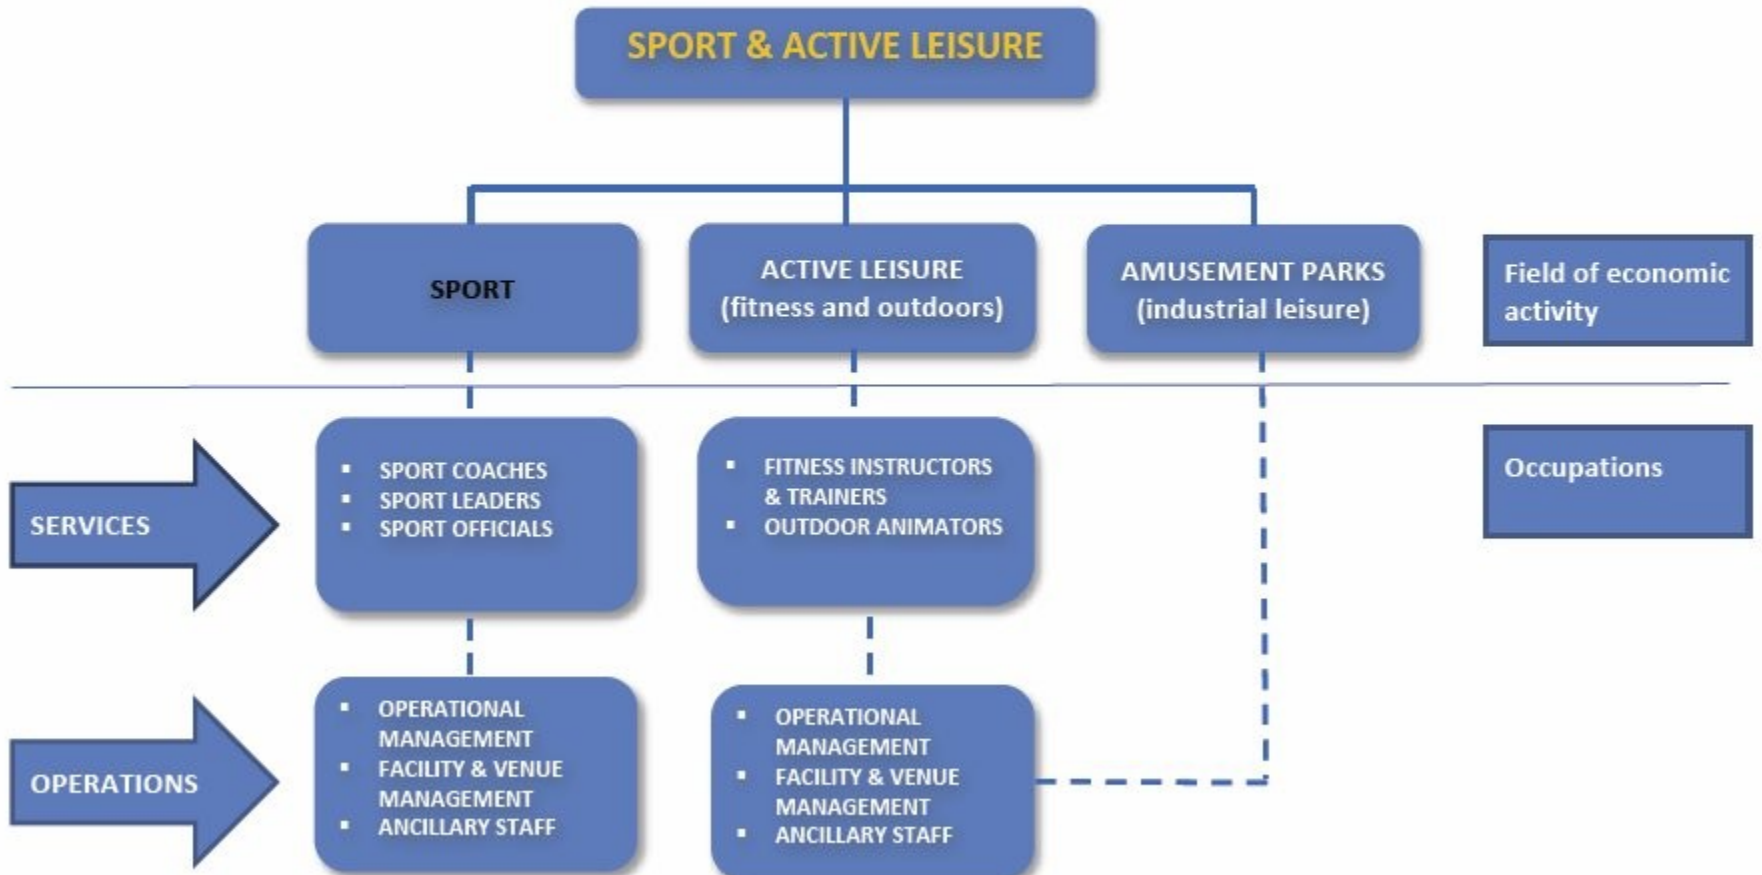 SPORT & ACTIVE LEISURE
SPORT
ACTIVE LEISURE
(fitness and outdoors)
AMUSEMENT PARKS
(industrial leisure)
Field of economic
activity
SERVICES
▪ SPORT COACHES
▪ SPORT LEADERS
▪ SPORT OFFICIALS
▪ FITNESS INSTRUCTORS
& TRAINERS
▪ OUTDOOR ANIMATORS
Occupations
OPERATIONS
▪ OPERATIONAL
MANAGEMENT
▪ FACILITY & VENUE
MANAGEMENT
▪ ANCILLARY STAFF
▪ OPERATIONAL
MANAGEMENT
▪ FACILITY & VENUE
MANAGEMENT
▪ ANCILLARY STAFF